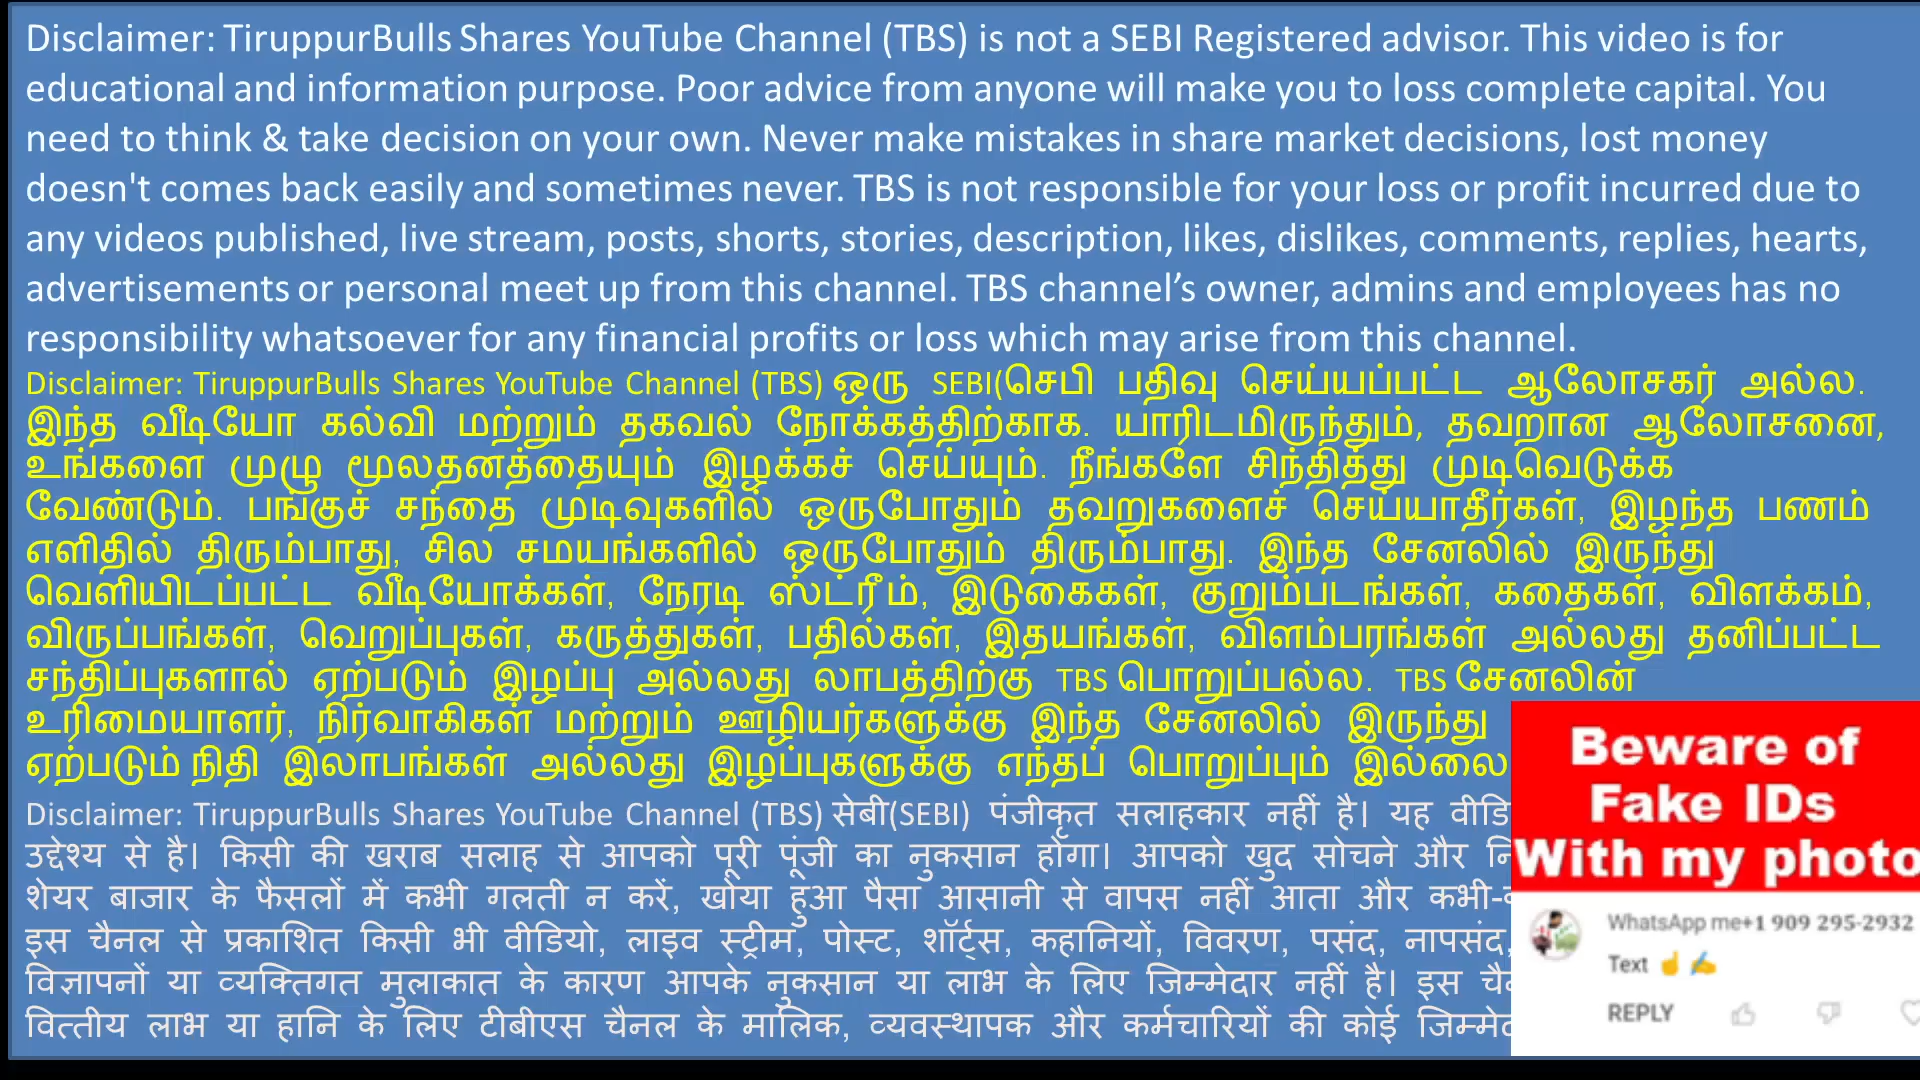 Disclaimer: TiruppurBulls Shares YouTube Channel (TBS) is not a SEBI Registered advisor. This video is for
educational and information purpose. Poor advice from anyone will make you to loss complete capital. You
need to think & take decision on your own. Never make mistakes in share market decisions, lost money
doesn't comes back easily and sometimes never. TBS is not responsible for your loss or profit incurred due to
any videos published, live stream, posts, shorts, stories, description, likes, dislikes, comments, replies, hearts,
advertisements or personal meet up from this channel. TBS channel’s owner, admins and employees has no
responsibility whatsoever for any financial profits or loss which may arise from this channel.
Disclaimer: TiruppurBulls Shares YouTube Channel (TBS) ஒரு SEBI(செபி பதிவு செய்யப்பட்ட ஆலோசகர் அல்ல.
இந்த வீடியோ கல்வி மற்றும் தகவல் நோக்கத்திற்காக. யாரிடமிருந்தும், தவறான ஆலோசனை,
உங்களை முழு மூலதனத்தையும் இழக்கச் செய்யும். நீங்களே சிந்தித்து முடிவெடுக்க
வேண்டும். பங்குச் சந்தை முடிவுகளில் ஒருபோதும் தவறுகளைச் செய்யாதீர்கள், இழந்த பணம்
எளிதில் திரும்பாது, சில சமயங்களில் ஒருபோதும் திரும்பாது. இந்த சேனலில் இருந்து
வெளியிடப்பட்ட வீடியோக்கள், நேரடி ஸ்ட்ரீம், இடுகைகள், குறும்படங்கள், கதைகள், விளக்கம்,
விருப்பங்கள், வெறுப்புகள், கருத்துகள், பதில்கள், இதயங்கள், விளம்பரங்கள் அல்லது தனிப்பட்ட
சந்திப்புகளால் ஏற்படும் இழப்பு அல்லது லாபத்திற்கு TBS பொறுப்பல்ல. TBS சேனலின்
உரிமையாளர், நிர்வாகிகள் மற்றும் ஊழியர்களுக்கு இந்த சேனலில் இருந்து
ஏற்படும் நிதி இலாபங்கள் அல்லது இழப்புகளுக்கு எந்தப் பொறுப்பும் இல்லை
Disclaimer: TiruppurBulls Shares YouTube Channel (TBS) सेबी(SEBI) पंजीकृत सलाहकार नहीं है। यह
उद्देश्य से है। किसी की खराब सलाह से आपको पूरी पूंजी का नुकसान होगा। आपको खुद सोचने और
शेयर बाजार के फैसलों में कभी गलती न करें, खोया हुआ पैसा आसानी से वापस नहीं आता और
इस चैनल से प्रकाशित किसी भी वीडियो, लाइव स्ट्रीम, पोस्ट, शॉर्ट्स, कहानियों, विवरण, पसंद, नापसंद,
विज्ञापनों या व्यक्तिगत मुलाकात के कारण आपके नुकसान या लाभ के लिए जिम्मेदार नहीं है। इस
वित्तीय लाभ या हानि के लिए टीबीएस चैनल के मालिक, व्यवस्थापक और कर्मचारियों की कोई
Beware of
Fake IDs
With my photo
WhatsApp me+1 909 295-2932
Text ☝️ ✍️
REPLY